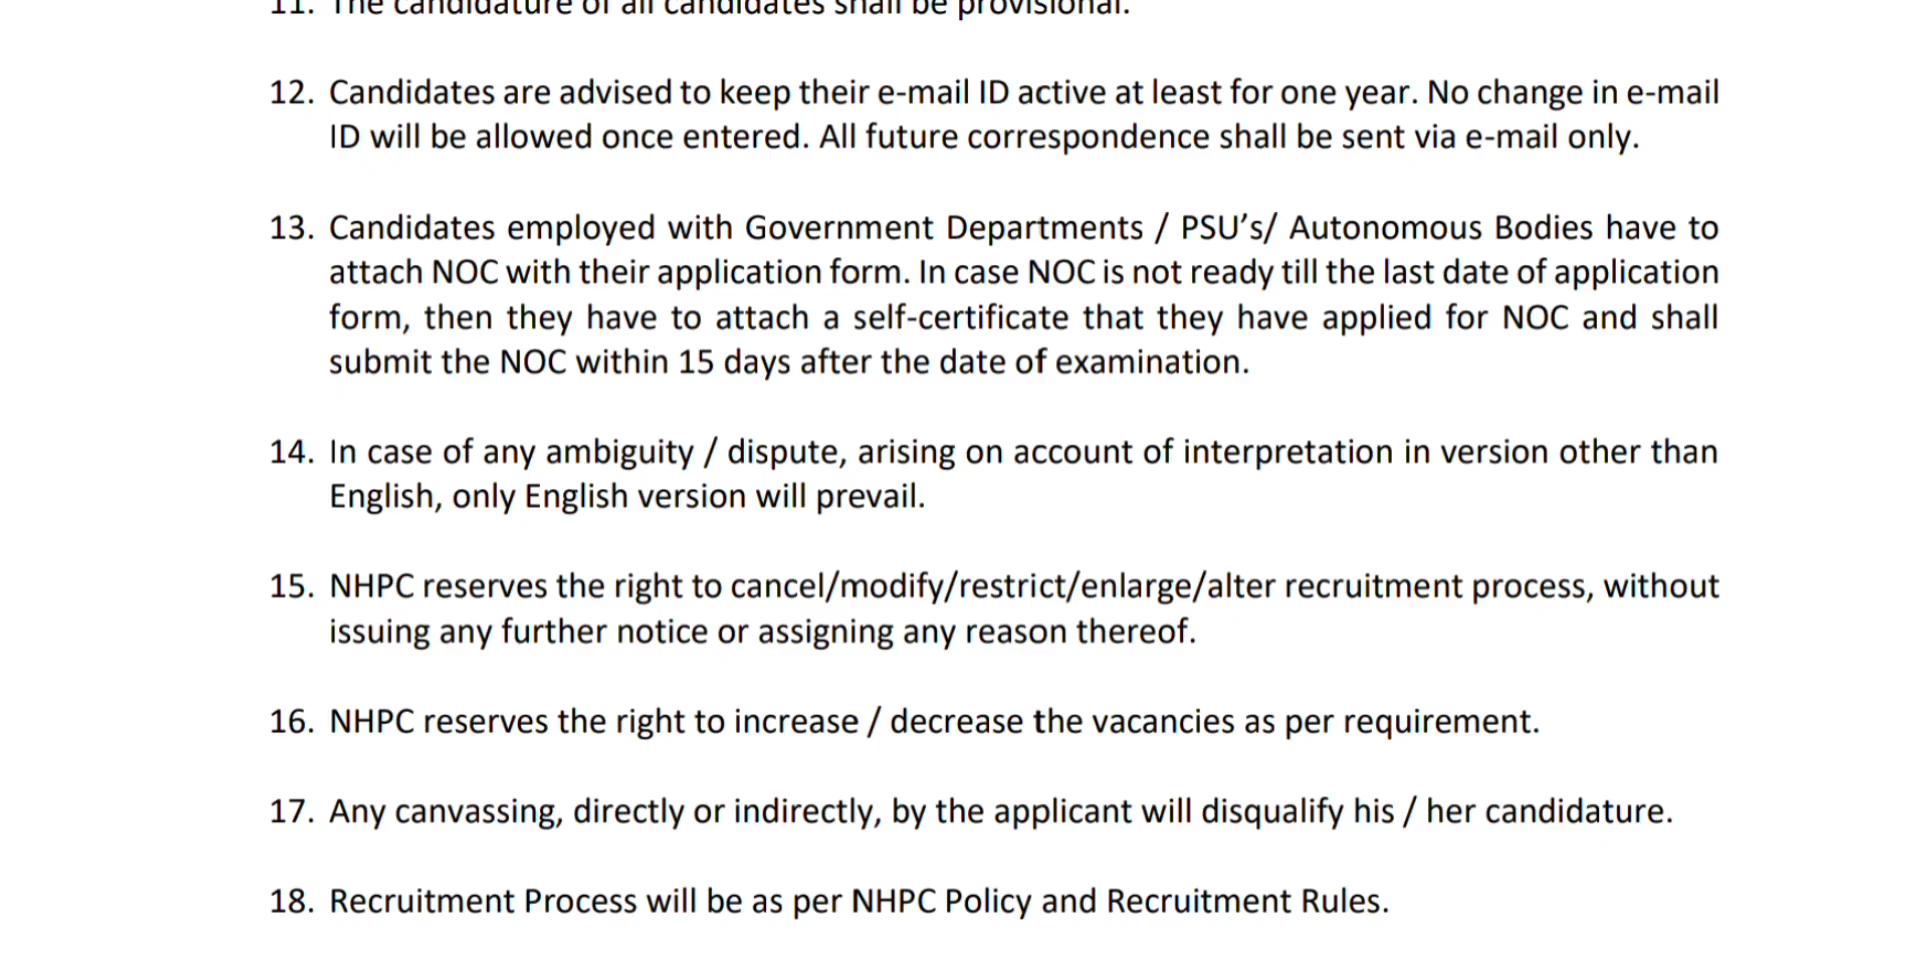 11. The candidature of all candidates shall be provisional.
12. Candidates are advised to keep their e-mail ID active at least for one year. No change in e-mail
ID will be allowed once entered. All future correspondence shall be sent via e-mail only.
13. Candidates employed with Government Departments / PSU’s/ Autonomous Bodies have to
attach NOC with their application form. In case NOC is not ready till the last date of application
form, then they have to attach a self-certificate that they have applied for NOC and shall
submit the NOC within 15 days after the date of examination.
14. In case of any ambiguity / dispute, arising on account of interpretation in version other than
English, only English version will prevail.
15. NHPC reserves the right to cancel/modify/restrict/enlarge/alter recruitment process, without
issuing any further notice or assigning any reason thereof.
16. NHPC reserves the right to increase / decrease the vacancies as per requirement.
17. Any canvassing, directly or indirectly, by the applicant will disqualify his / her candidature.
18. Recruitment Process will be as per NHPC Policy and Recruitment Rules.